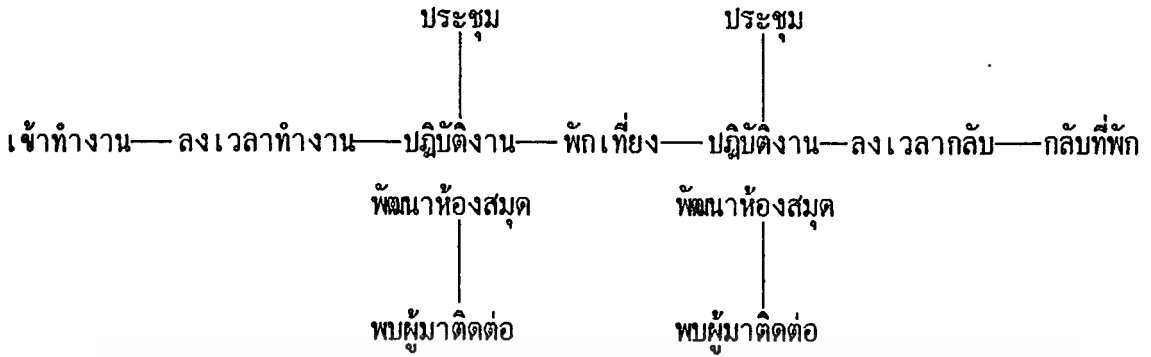 ประชุม ประชุม
เข้าทำงาน ลงเวลาทำงาน ปฏิบัติงาน พักเที่ยง ปฏิบัติงาน ลงเวลากลับ กลับที่พัก
พัฒนาห้องสมุด พัฒนาห้องสมุด
พบผู้มาติดต่อ พบผู้มาติดต่อ